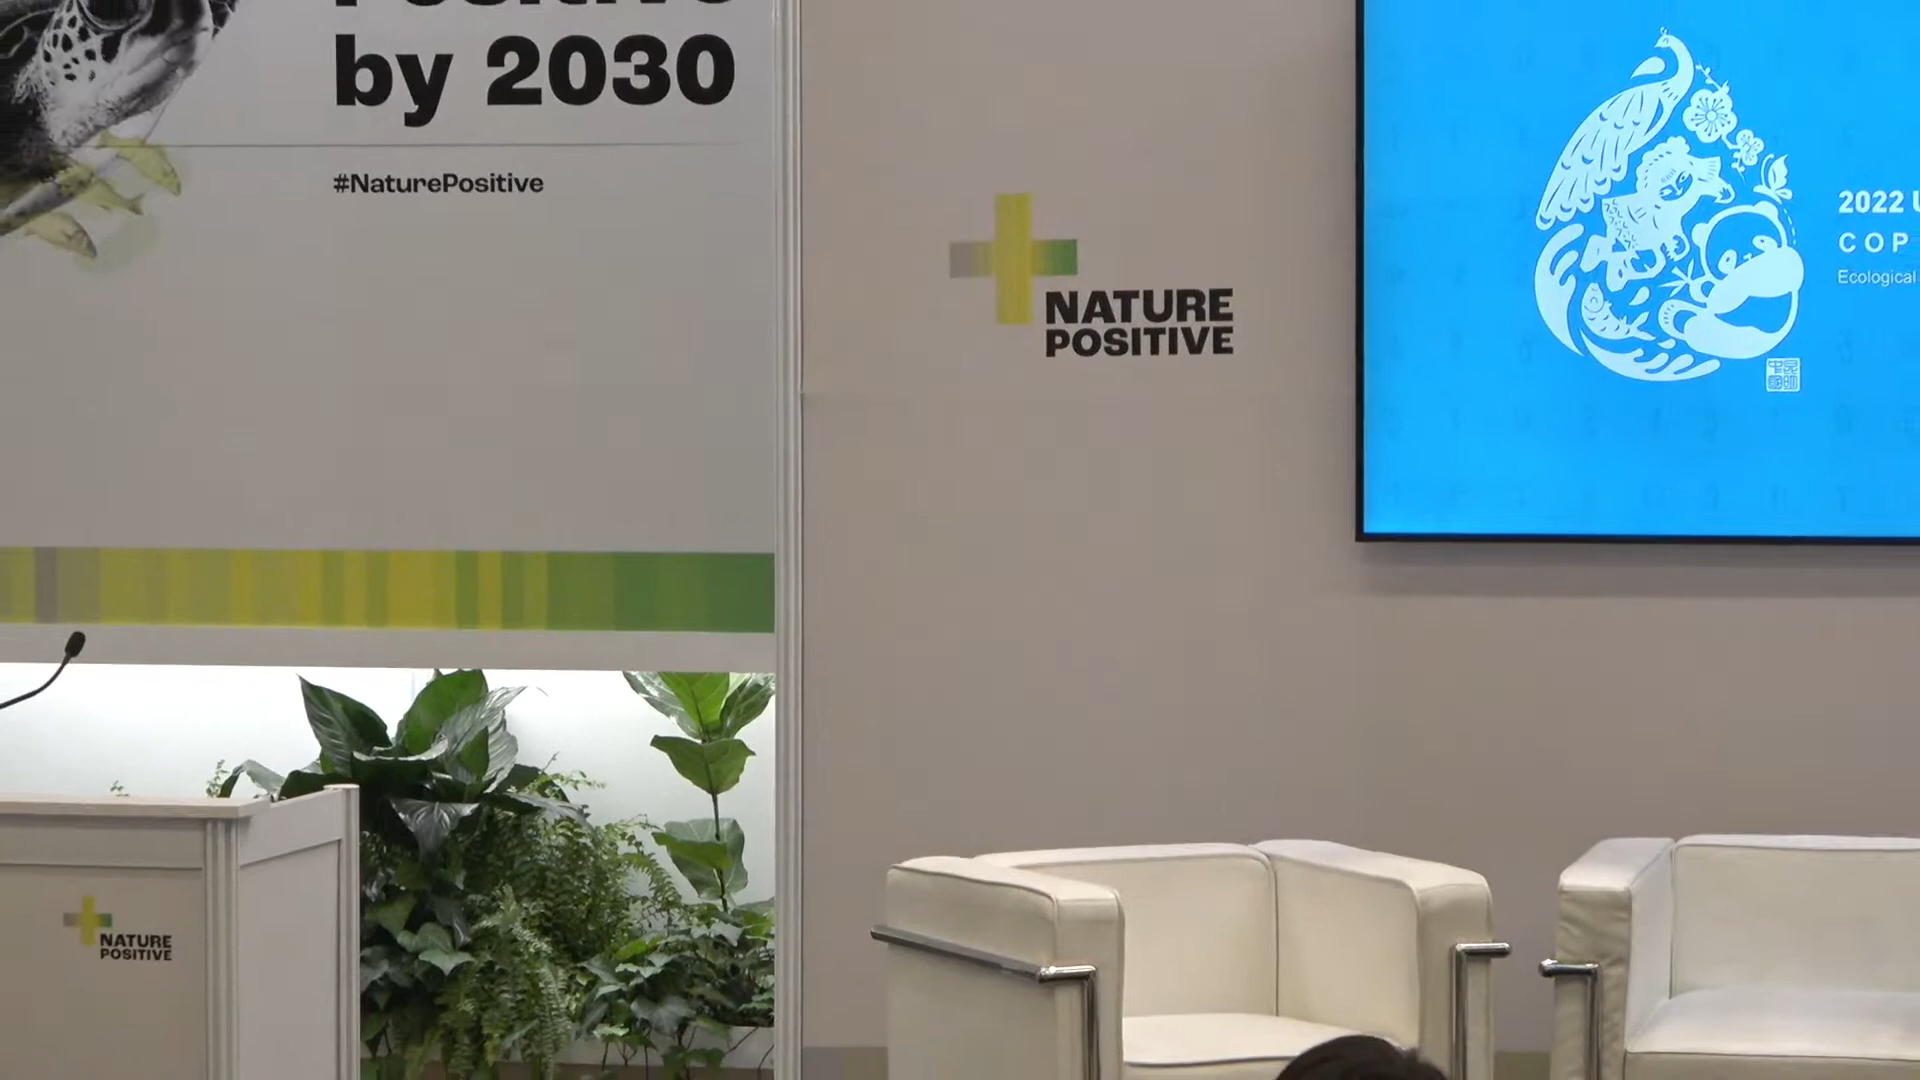 by 2030
#NaturePositive
NATURE
POSITIVE
2022
COP
Ecological
NATURE
POSITIVE